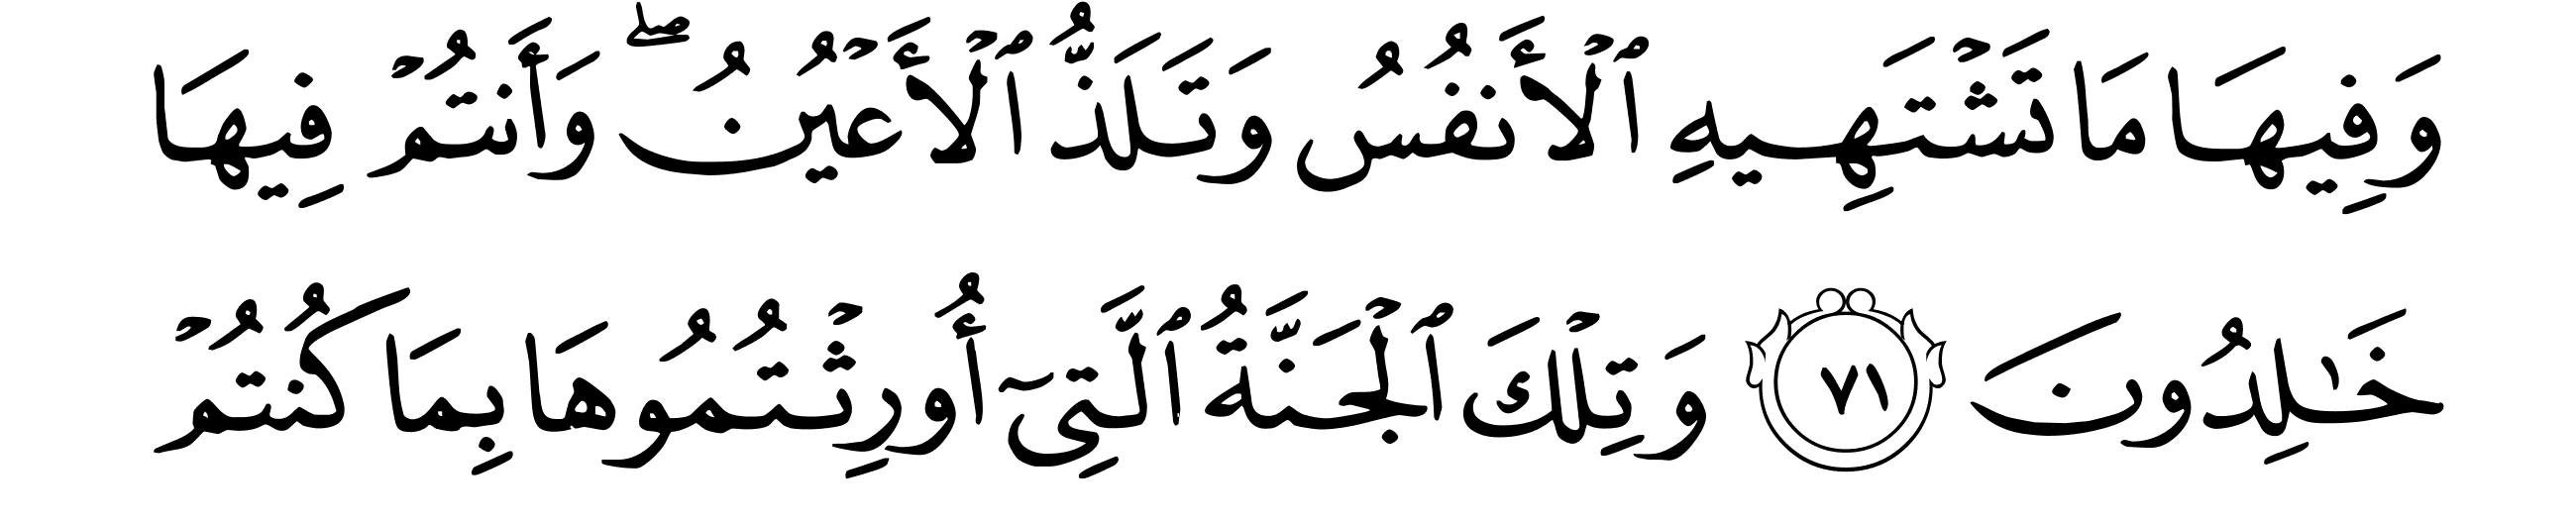 وَفِيهَا مَا تَشْتَهِيهِ ٱلْأَنفُسُ وَتَلَذُّ ٱلْأَعْيُنُ ۖ وَأَنتُمْ فِيهَا
خَـٰلِدُونَ ٧١ وَتِلْكَ ٱلْجَنَّةُ ٱلَّتِىٓ أُورِثْتُمُوهَا بِمَا كُنتُمْ